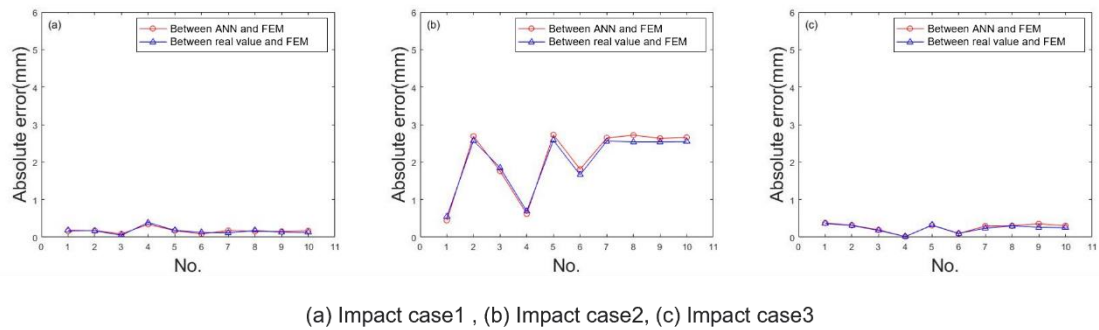 (a)
Between ANN and FEM
Between real value and FEM
Absolute error(mm)
6
5
4
3
2
1
0
0 1 2 3 4 5 6 7 8 9 10 11
No.
(b)
Between ANN and FEM
Between real value and FEM
Absolute error(mm)
6
5
4
3
2
1
0
0 1 2 3 4 5 6 7 8 9 10 11
No.
(c)
Between ANN and FEM
Between real value and FEM
Absolute error(mm)
6
5
4
3
2
1
0
0 1 2 3 4 5 6 7 8 9 10 11
No.
(a) Impact case1 , (b) Impact case2, (c) Impact case3